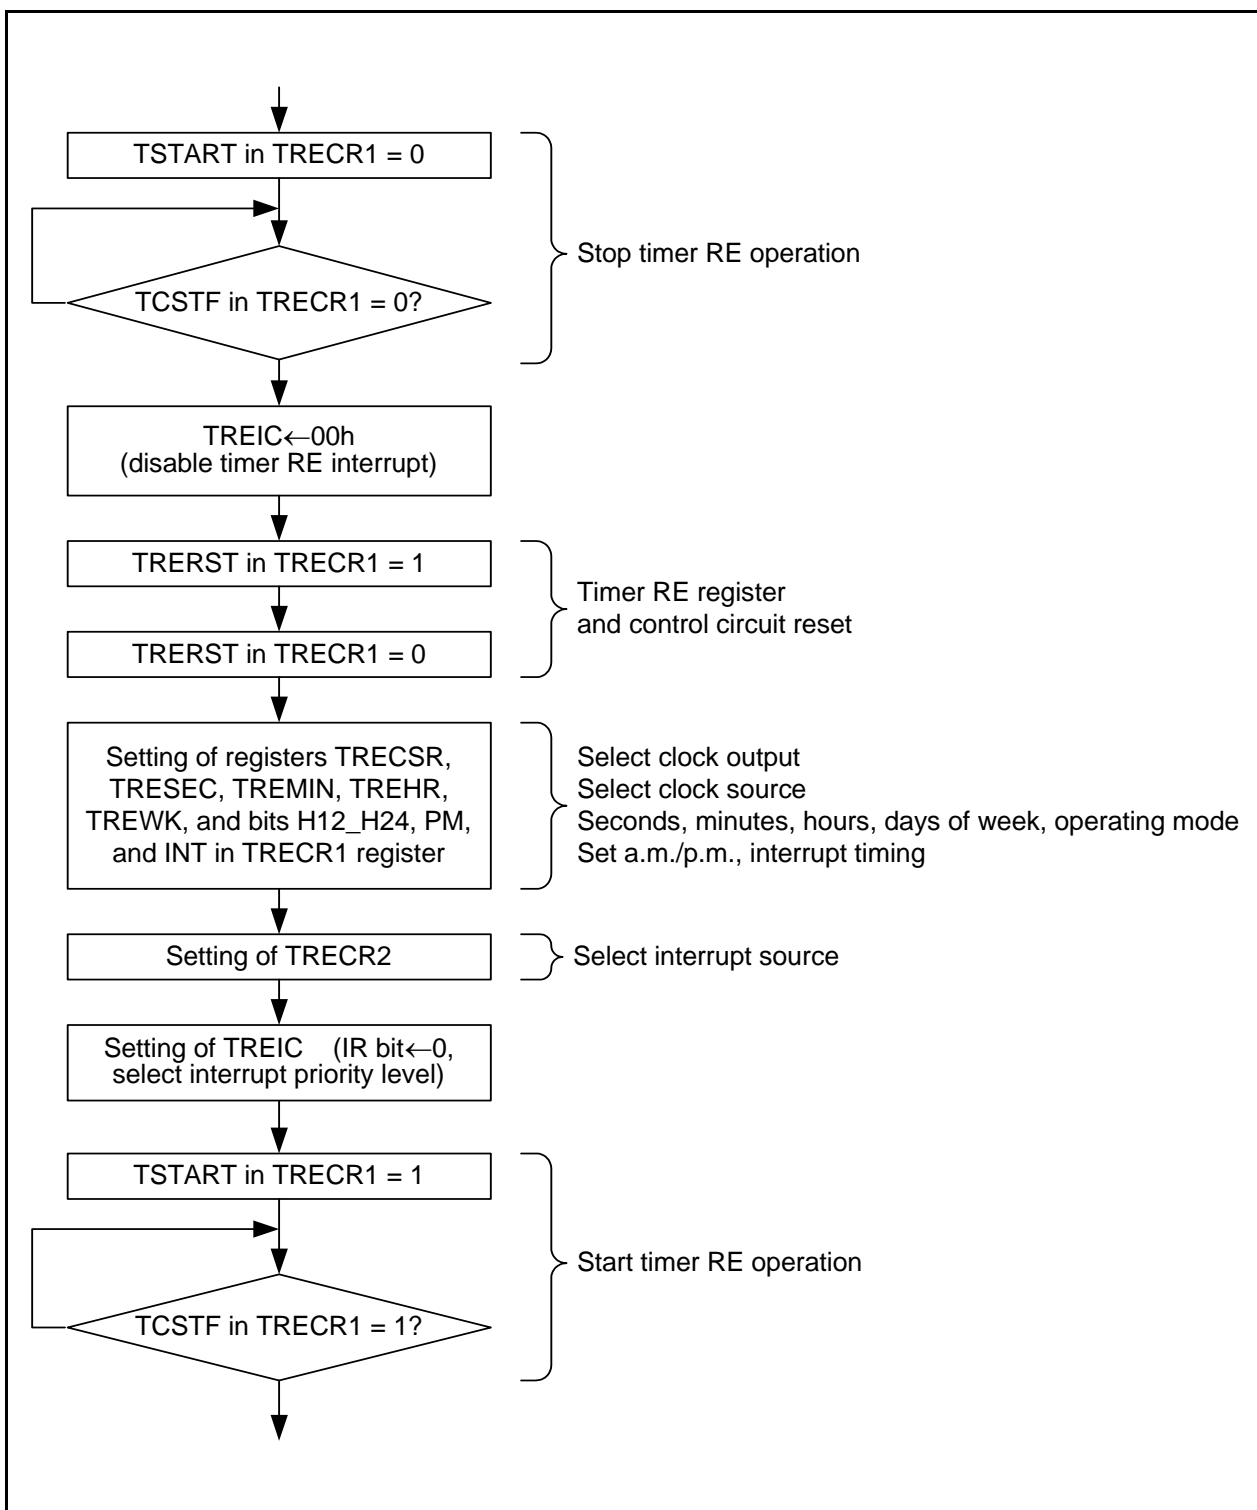 TSTART in TRECR1 = 0
TCSTF in TRECR1 = 0?
Stop timer RE operation
TREIC←00h
(disable timer RE interrupt)
TRERST in TRECR1 = 1
TRERST in TRECR1 = 0
Timer RE register
and control circuit reset
Setting of registers TRECSR,
TRESEC, TREMIN, TREHR,
TREWK, and bits H12_H24, PM,
and INT in TRECR1 register
Select clock output
Select clock source
Seconds, minutes, hours, days of week, operating mode
Set a.m./p.m., interrupt timing
Setting of TRECR2
Select interrupt source
Setting of TREIC (IR bit←0,
select interrupt priority level)
TSTART in TRECR1 = 1
TCSTF in TRECR1 = 1?
Start timer RE operation